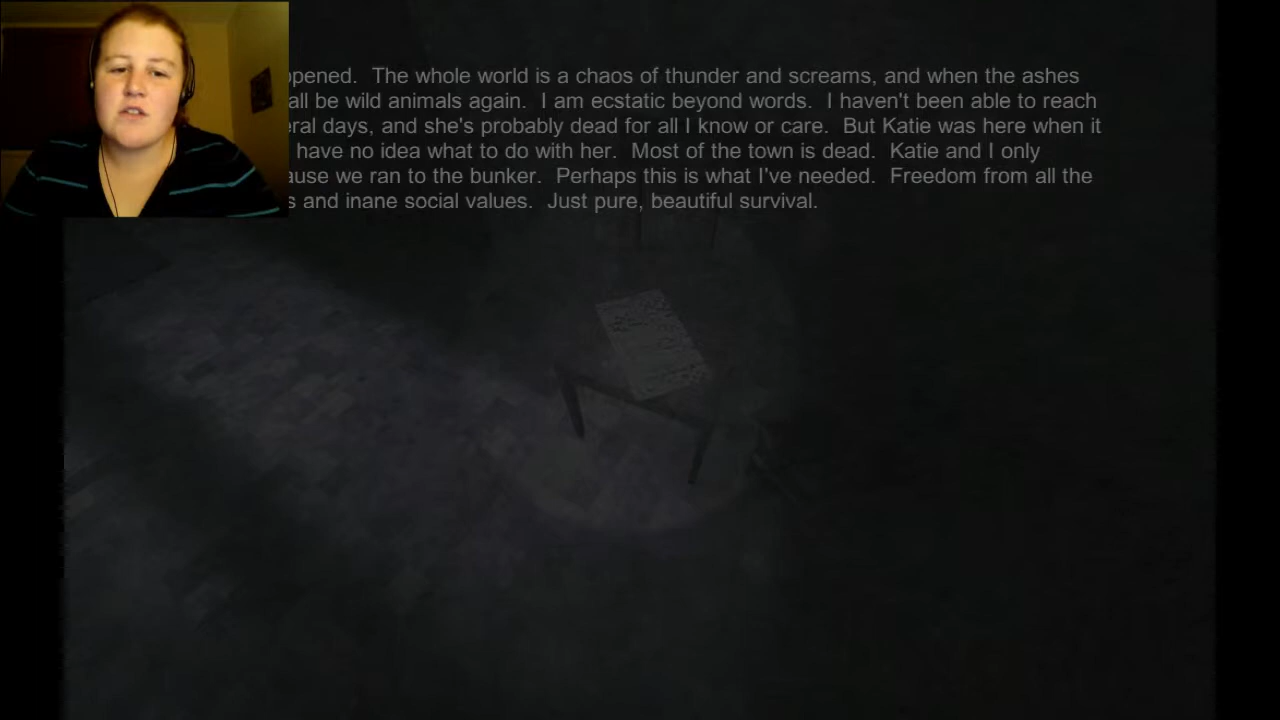 The whole world is a chaos of thunder and screams, and when the ashes
all be wild animals again. I am ecstatic beyond words. I haven't been able to reach
days, and she's probably dead for all I know or care. But Katie was here when it
have no idea what to do with her. Most of the town is dead. Katie and I only
we ran to the bunker. Perhaps this is what I've needed. Freedom from all the
and inane social values. Just pure, beautiful survival.